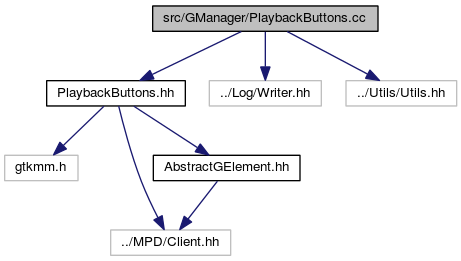 src/GManager/PlaybackButtons.cc
PlaybackButtons.hh
../Log/Writer.hh
../Utils/Utils.hh
gtkmm.h
AbstractGElement.hh
../MPD/Client.hh